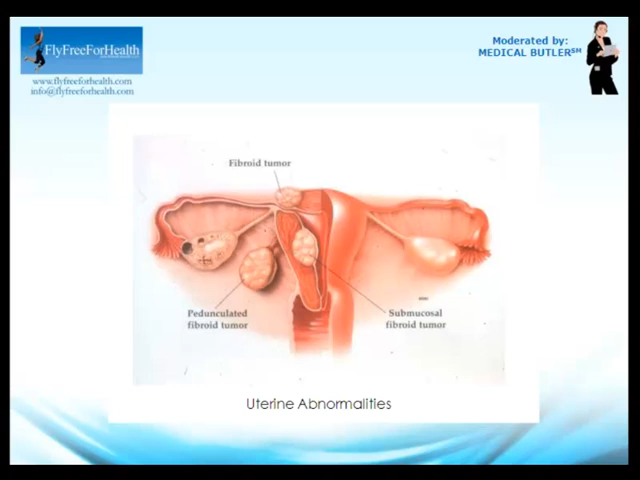 FlyFreeForHealth
www.flyfreeforhealth.com
info@flyfreeforhealth.com
Moderated by:
MEDICAL BUTLER℠
Fibroid tumor
Pedunculated
fibroid tumor
Submucosal
fibroid tumor
Uterine Abnormalities